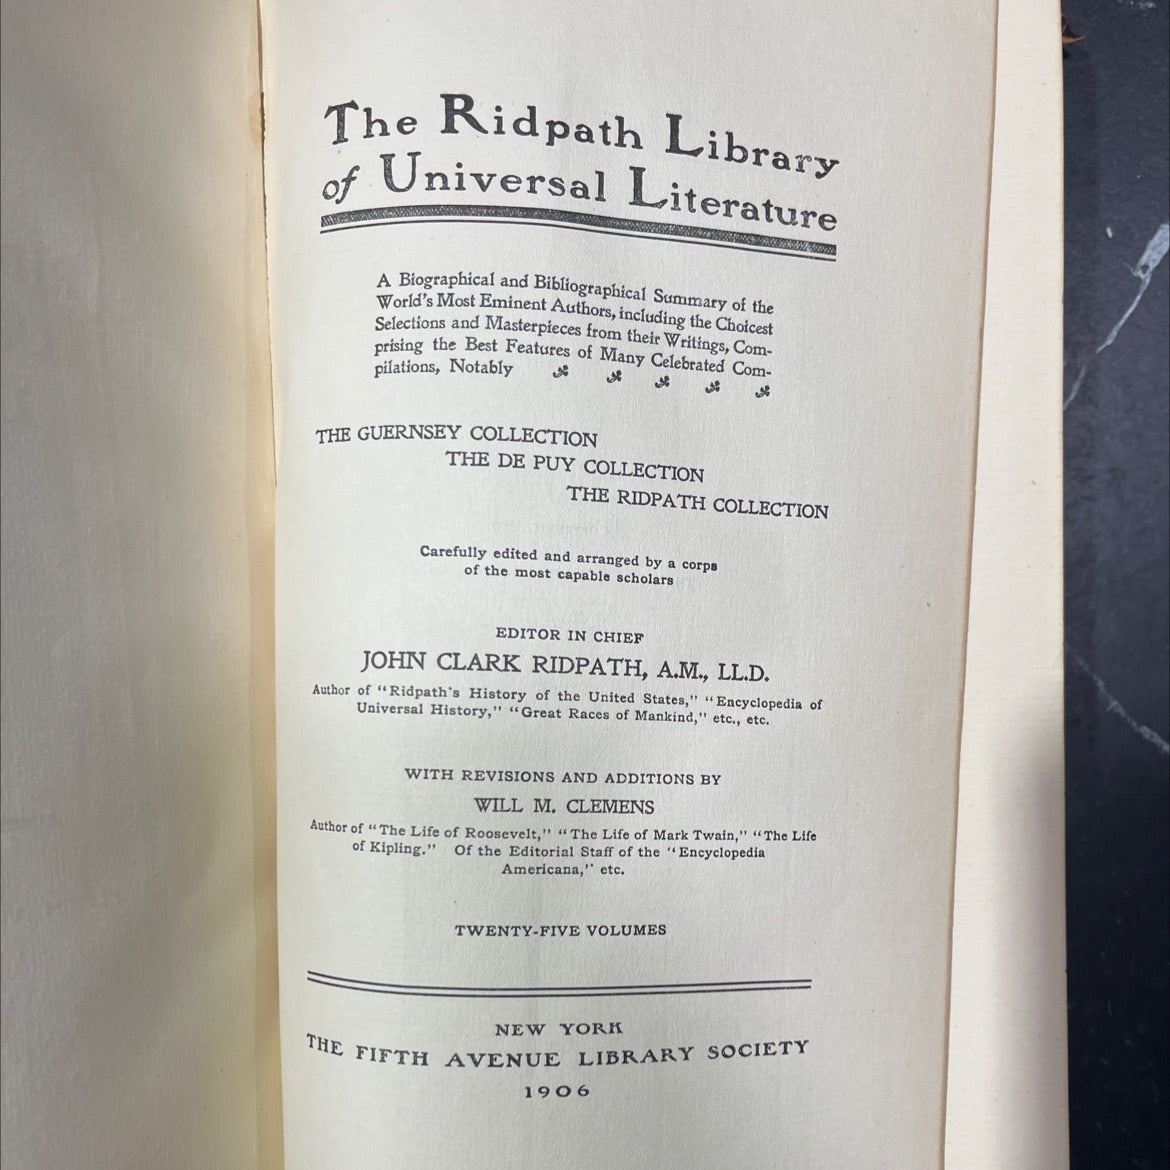 The Ridpath Library
of Universal Literature
A Biographical and Bibliographical Summary of the
World's Most Eminent Authors, including the Choicest
Selections and Masterpieces from their Writings, Com-
prising the Best Features of Many Celebrated Com-
pilations, Notably
THE GUERNSEY COLLECTION
THE DE PUY COLLECTION
THE RIDPATH COLLECTION
Carefully edited and arranged by a corps
of the most capable scholars
EDITOR IN CHIEF
JOHN CLARK RIDPATH, A.M., LL.D.
Author of "Ridpath's History of the United States," "Encyclopedia of
Universal History," "Great Races of Mankind," etc., etc.
WITH REVISIONS AND ADDITIONS BY
WILL M. CLEMENS
Author of "The Life of Roosevelt," "The Life of Mark Twain," "The Life
of Kipling." Of the Editorial Staff of the "Encyclopedia
Americana," etc.
TWENTY-FIVE VOLUMES
NEW YORK
THE FIFTH AVENUE LIBRARY SOCIETY
1906